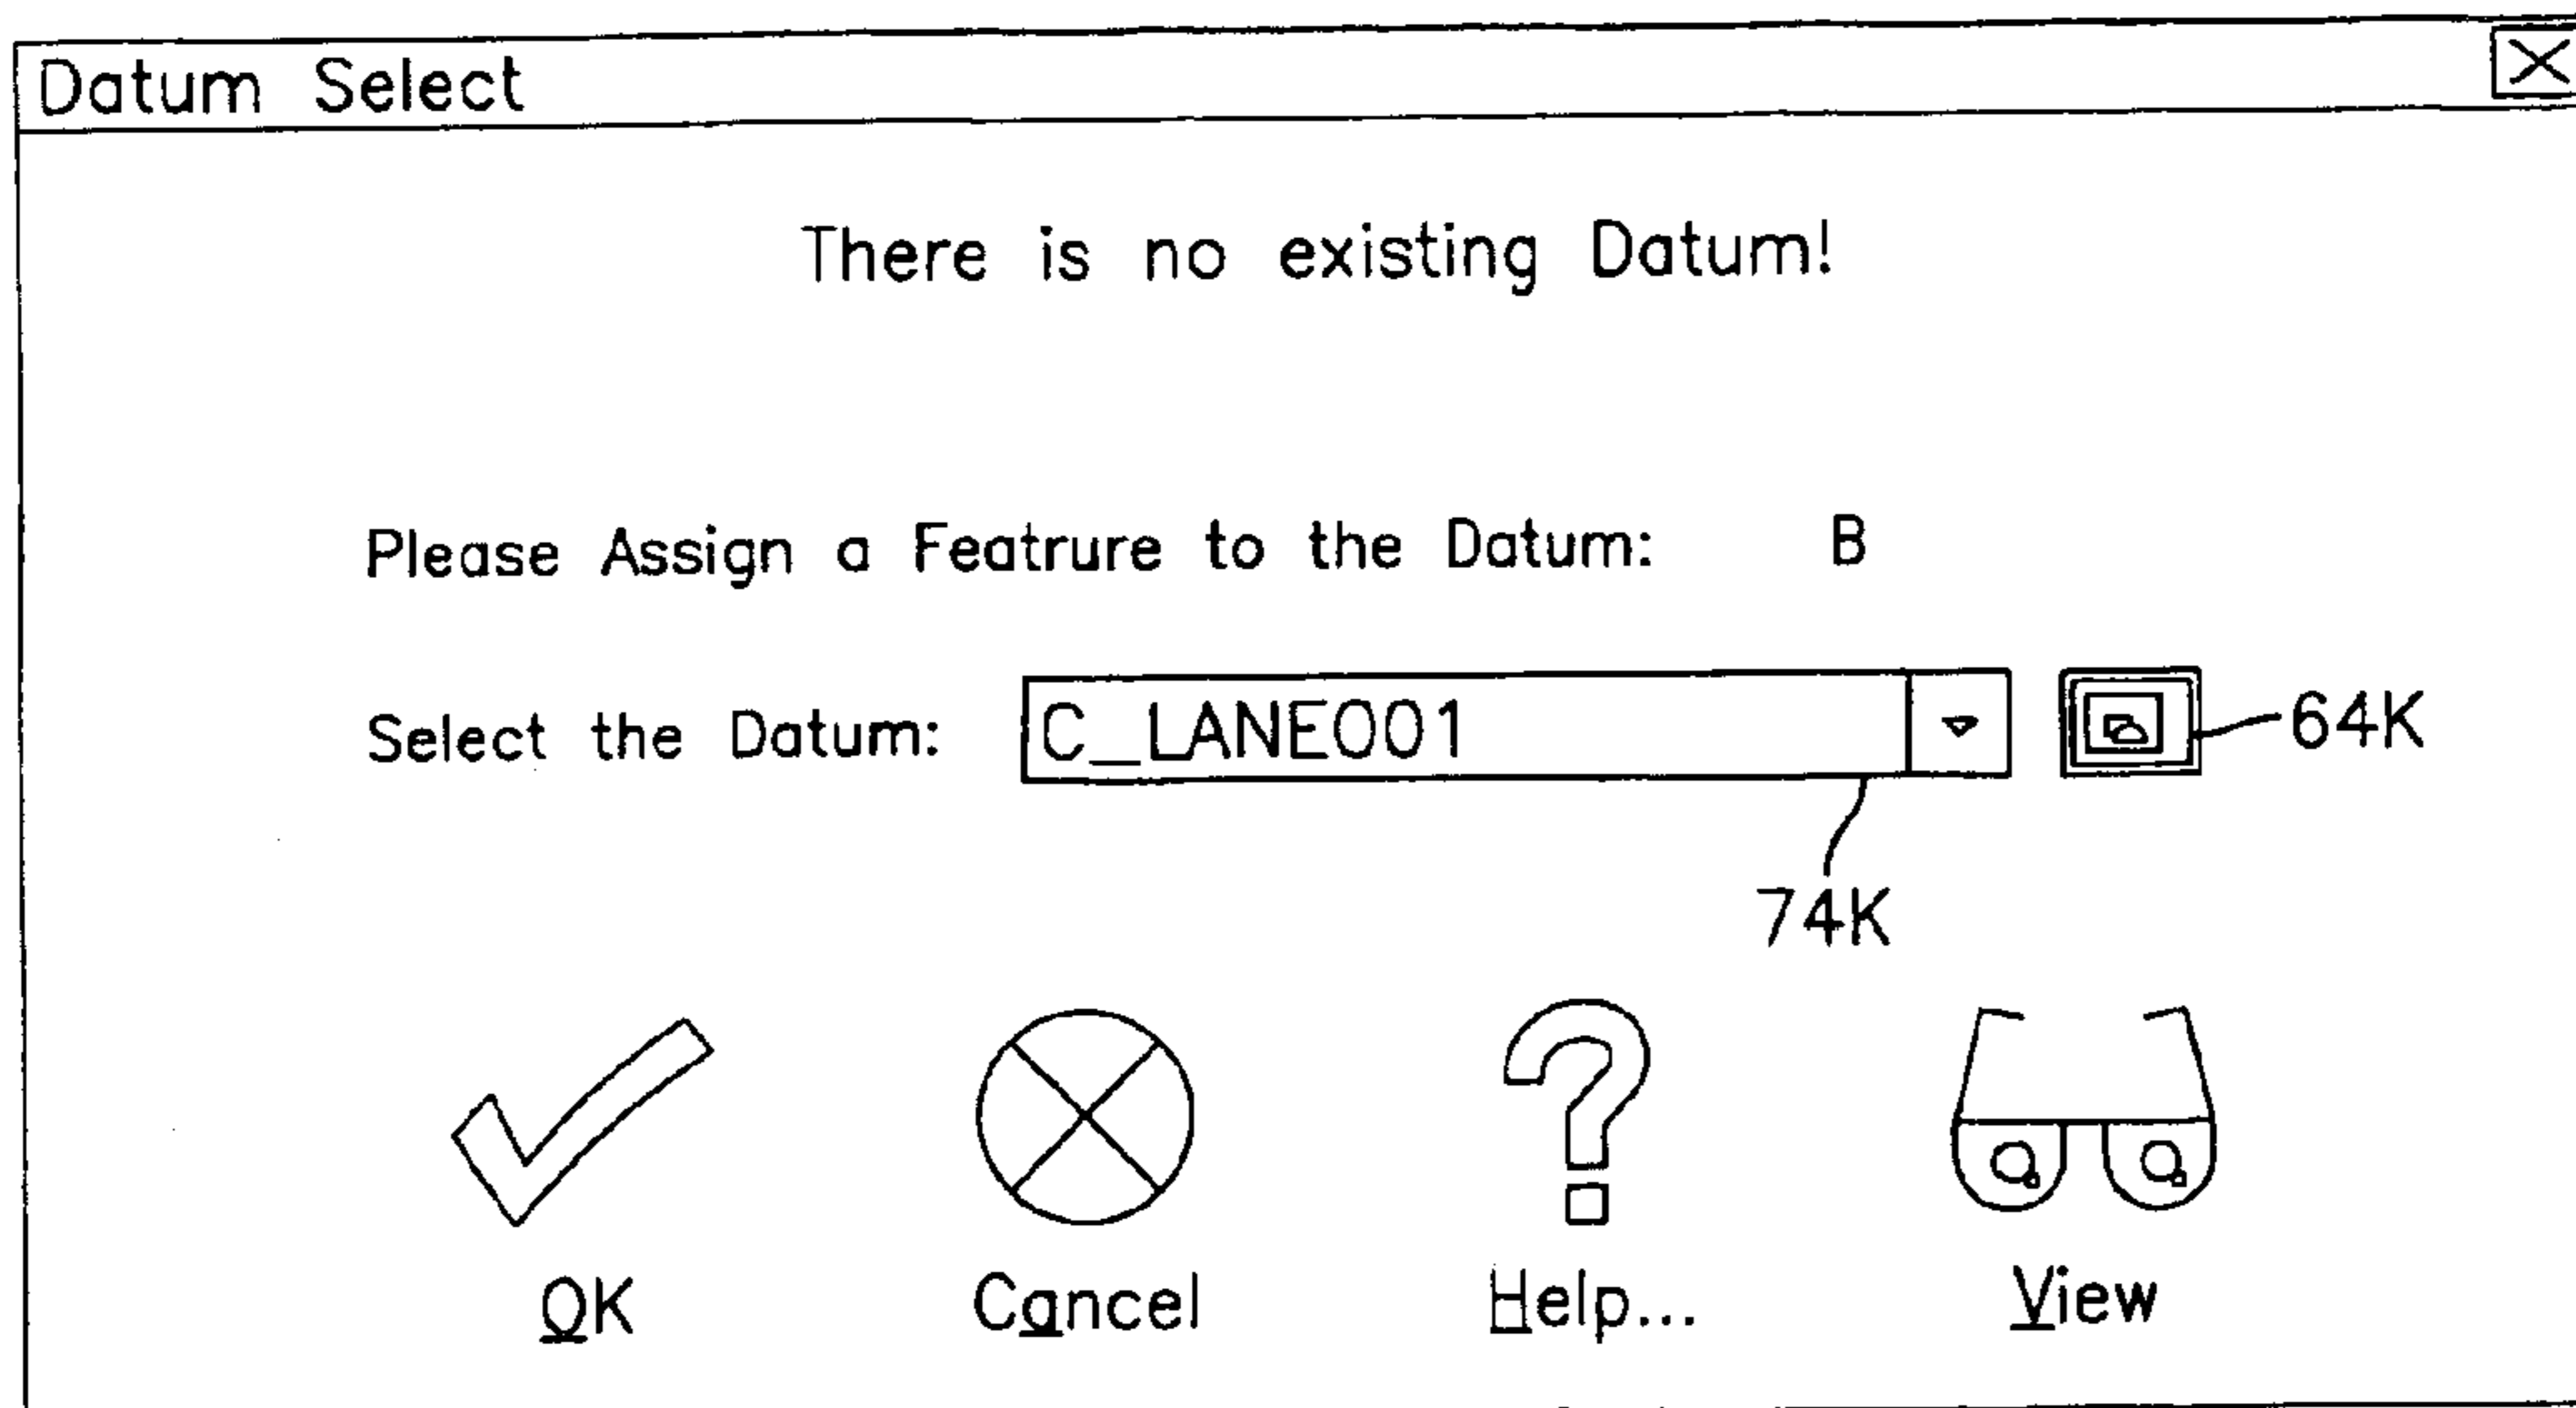 Datum Select
There is no existing Datum!
Please Assign a Featrure to the Datum: B
Select the Datum: C_LANE001 64K
74K
OK Cancel Help... View